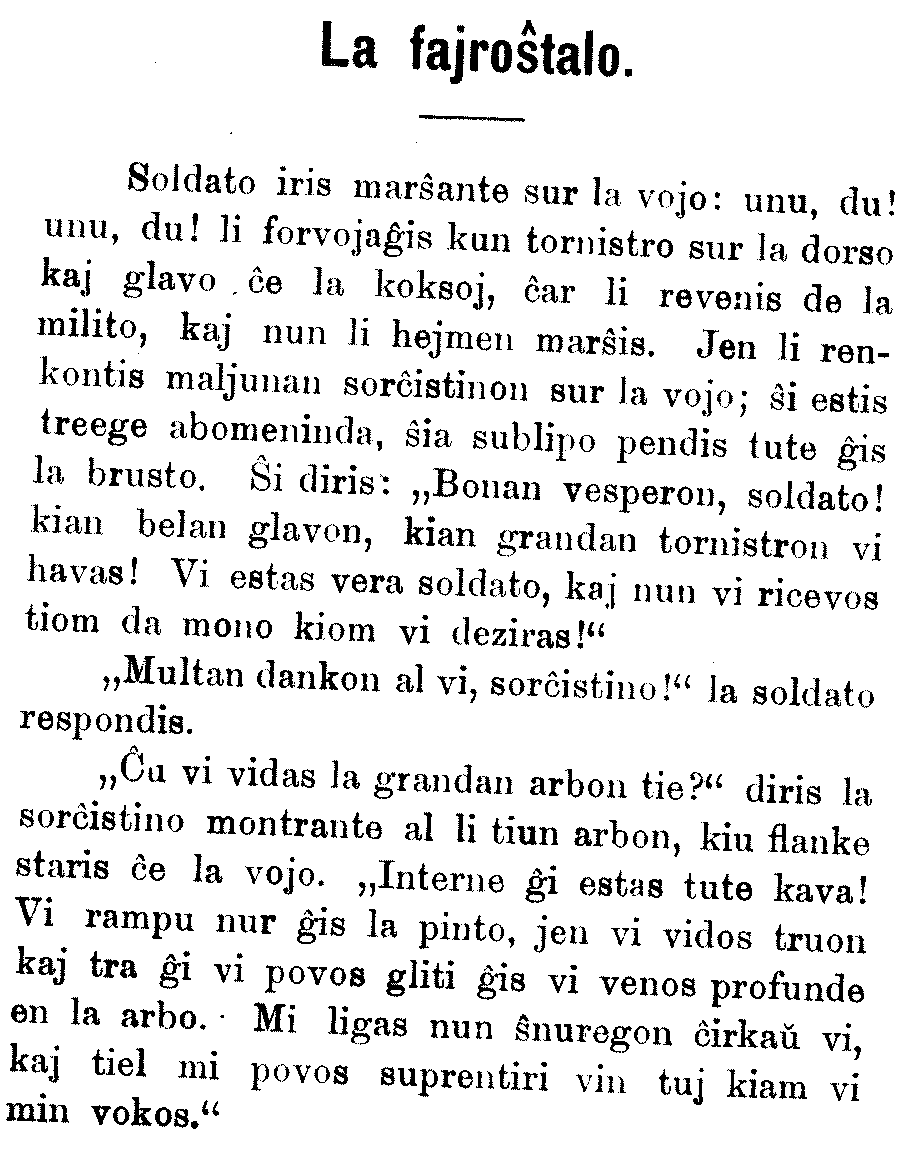 La fajroŝtalo.
Soldato iris marŝante sur la vojo: unu, du!
unu, du! li forvojaĝis kun tornistro sur la dorso
kaj glavo ĉe la koksoj, ĉar li revenis de la
milito, kaj nun li hejmen marŝis. Jen li ren-
kontis maljunan sorĉistinon sur la vojo; ŝi estis
treege abomeninda, ŝia sublipo pendis tute ĝis
la brusto. Ŝi diris: „Bonan vesperon, soldato!
kian belan glavon, kian grandan tornistron vi
havas! Vi estas vera soldato, kaj nun vi ricevos
tiom da mono kiom vi deziras!“
„Multan dankon al vi, sorĉistino!“ la soldato
respondis.
„Ĉu vi vidas la grandan arbon tie?“ diris la
sorĉistino montrante al li tiun arbon, kiu flanke
staris ĉe la vojo. „Interne ĝi estas tute kava!
Vi rampu nur ĝis la pinto, jen vi vidos truon
kaj tra ĝi vi povos gliti ĝis vi venos profunde
en la arbo. Mi ligas nun ŝnuregon ĉirkaŭ vi,
kaj tiel mi povos suprentiri vin tuj kiam vi
min vokos.“